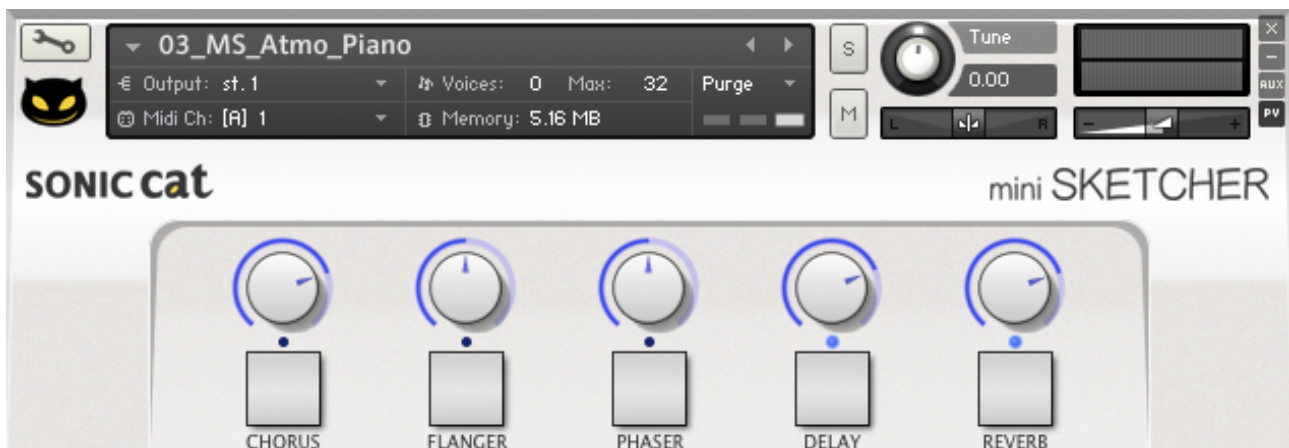 03_MS_Atmo_Piano
S
Tune
×
–
Output: st. 1
Voices: 0 Max: 32
Purge
0.00
AUX
Midi Ch: [A] 1
Memory: 5.16 MB
M
L
R
-
+
PV
SONIC cat
mini SKETCHER
CHORUS
FLANGER
PHASER
DELAY
REVERB